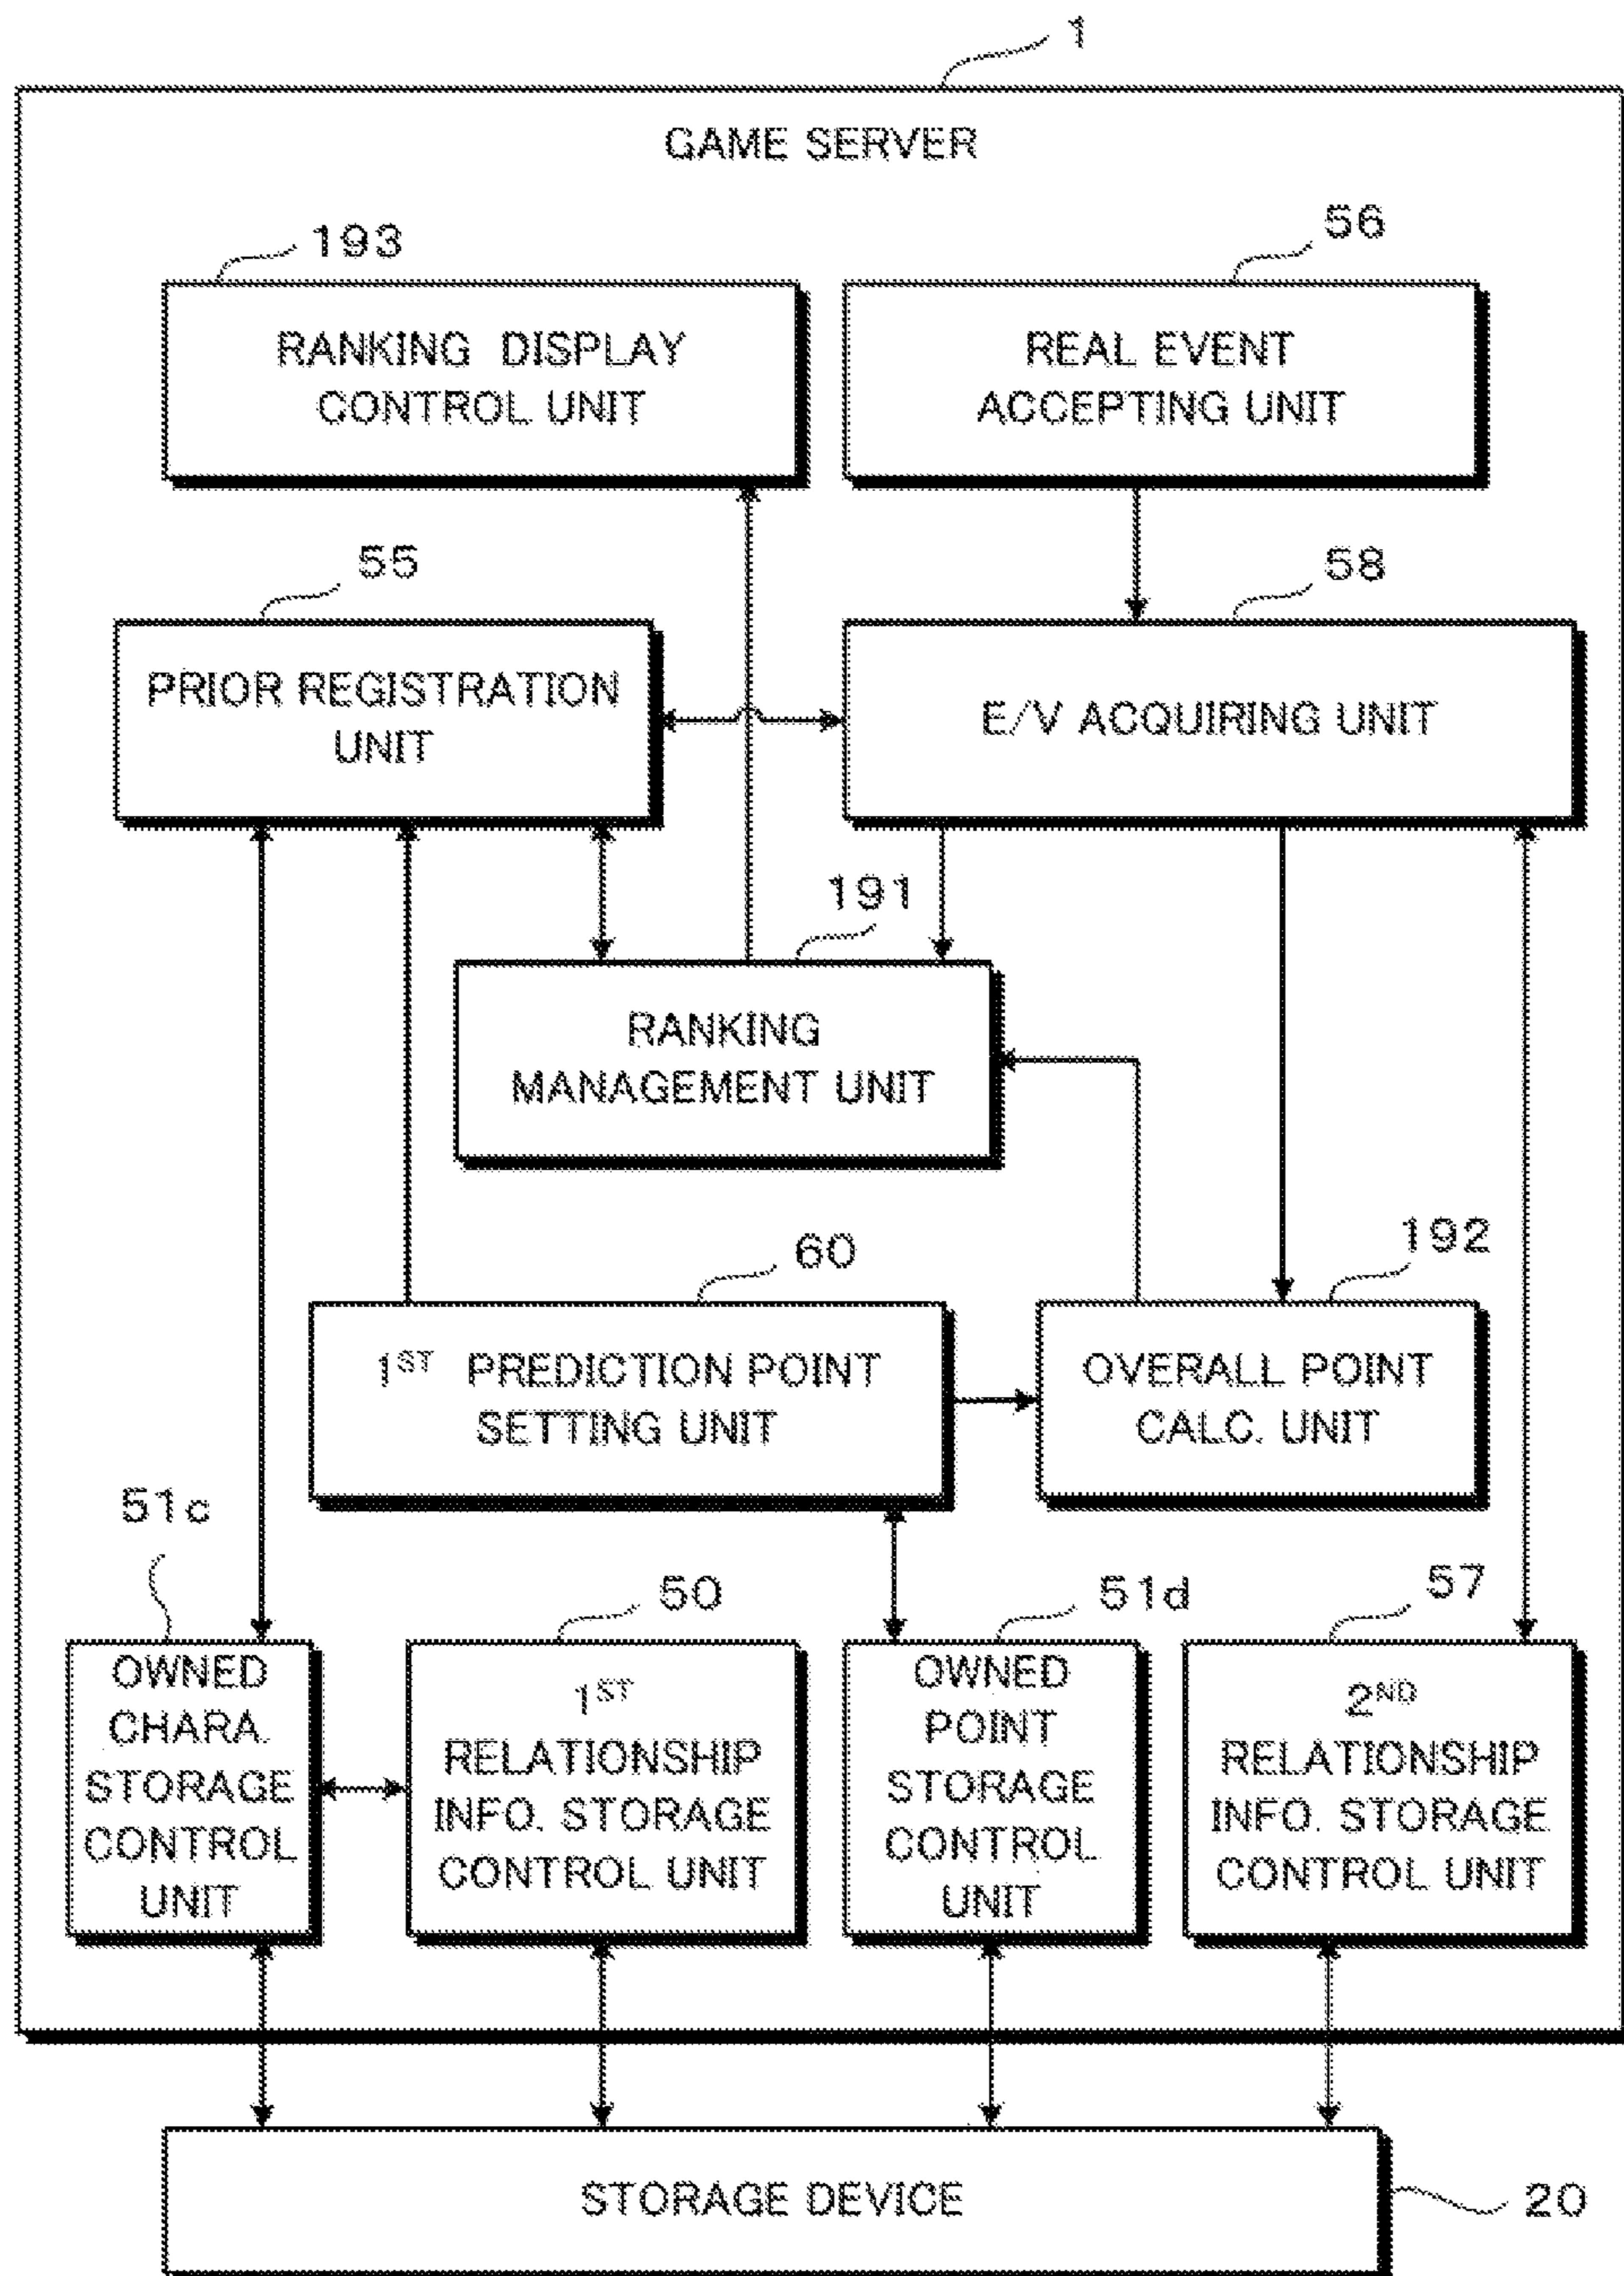 1
GAME SERVER
193
56
RANKING DISPLAY
CONTROL UNIT
REAL EVENT
ACCEPTING UNIT
55
58
PRIOR REGISTRATION
UNIT
E/V ACQUIRING UNIT
191
RANKING
MANAGEMENT UNIT
60
192
1ST PREDICTION POINT
SETTING UNIT
OVERALL POINT
CALC. UNIT
51c
50
51d
57
OWNED
CHARA.
STORAGE
CONTROL
UNIT
1ST
RELATIONSHIP
INFO. STORAGE
CONTROL UNIT
OWNED
POINT
STORAGE
CONTROL
UNIT
2ND
RELATIONSHIP
INFO. STORAGE
CONTROL UNIT
STORAGE DEVICE
20